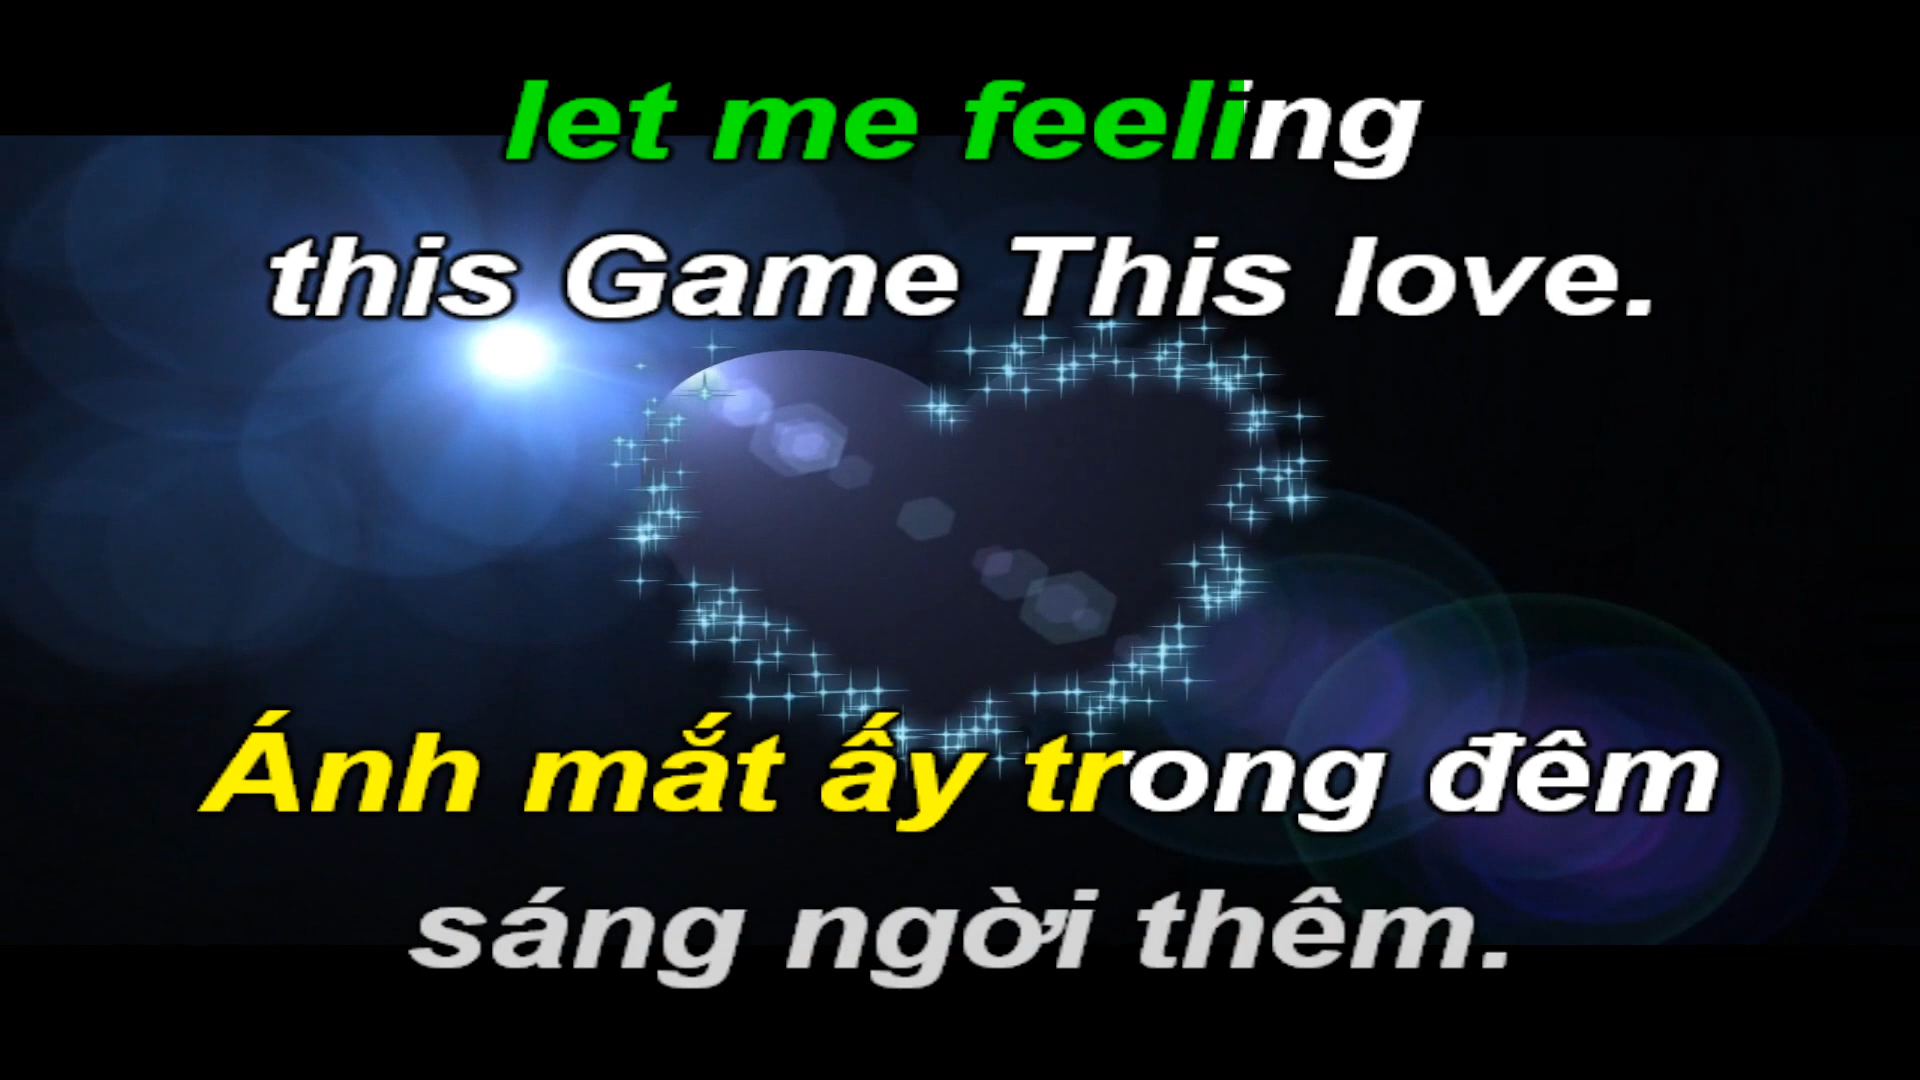 let me feeling
this Game This love.
Ánh mắt ấy trong đêm
sáng ngời thêm.